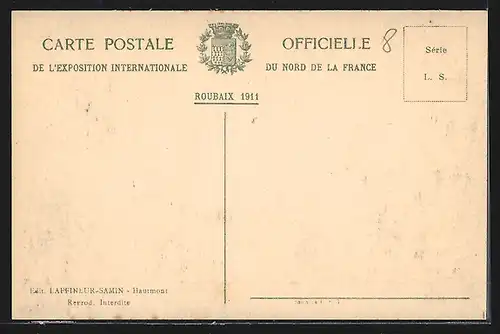 CARTE POSTALE OFFICIELLE
DE L'EXPOSITION INTERNATIONALE DU NORD DE LA FRANCE
ROUBAIX 1911
8
Série
L. S.
Edit. LAFFINEUR-SAMIN - Hautmont
Reprod. Interdite